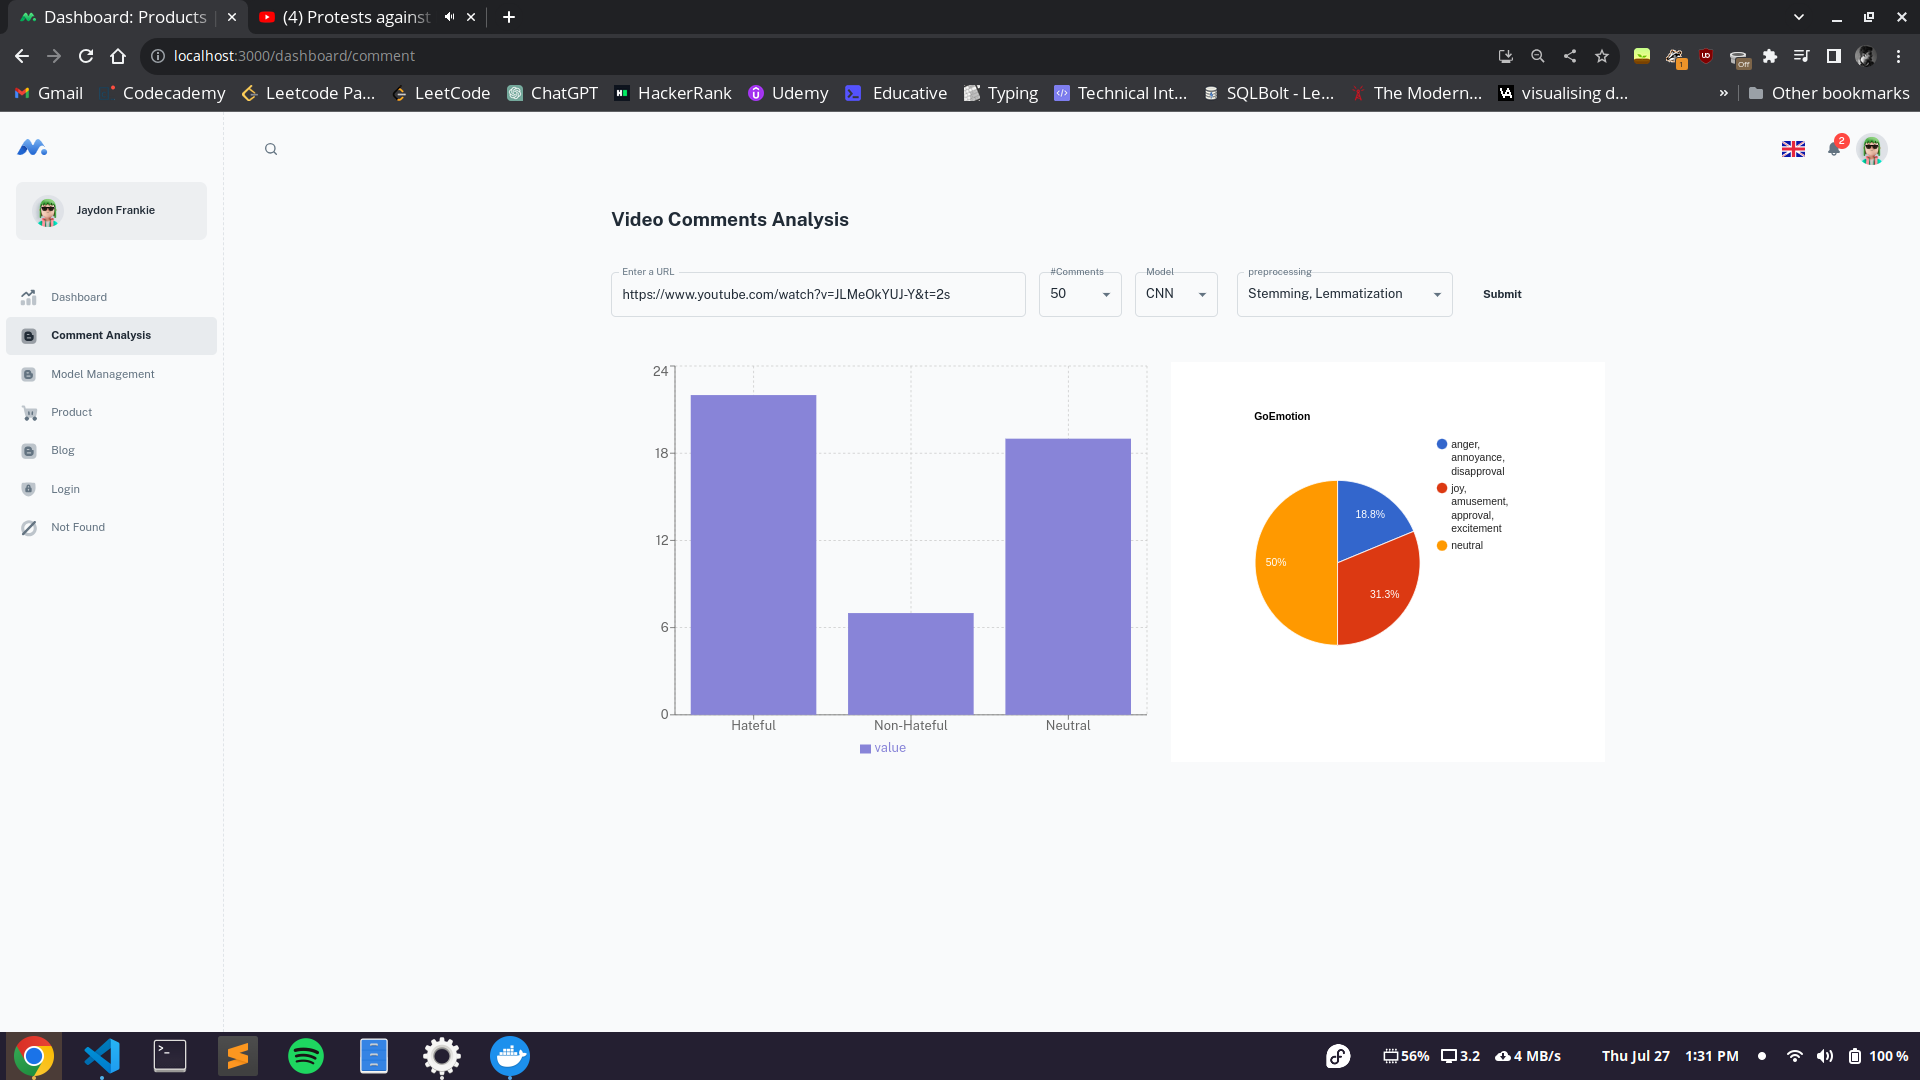 Dashboard: Products
(4) Protests against
localhost:3000/dashboard/comment
1
Off
Gmail
Codecademy
Leetcode Pa...
LeetCode
ChatGPT
HackerRank
Udemy
Educative
Typing
Technical Int...
SQLBolt - Le...
The Modern...
visualising d...
»
Other bookmarks
2
Jaydon Frankie
Dashboard
Comment Analysis
Model Management
Product
Blog
Login
Not Found
Video Comments Analysis
Enter a URL
https://www.youtube.com/watch?v=JLMeOkYUJ-Y&t=2s
#Comments
50
Model
CNN
preprocessing
Stemming, Lemmatization
Submit
24
18
12
6
0
Hateful
Non-Hateful
Neutral
value
GoEmotion
anger,
annoyance,
disapproval
joy,
amusement,
approval,
excitement
neutral
18.8%
50%
31.3%
56%
3.2
4 MB/s
Thu Jul 27
1:31 PM
100 %